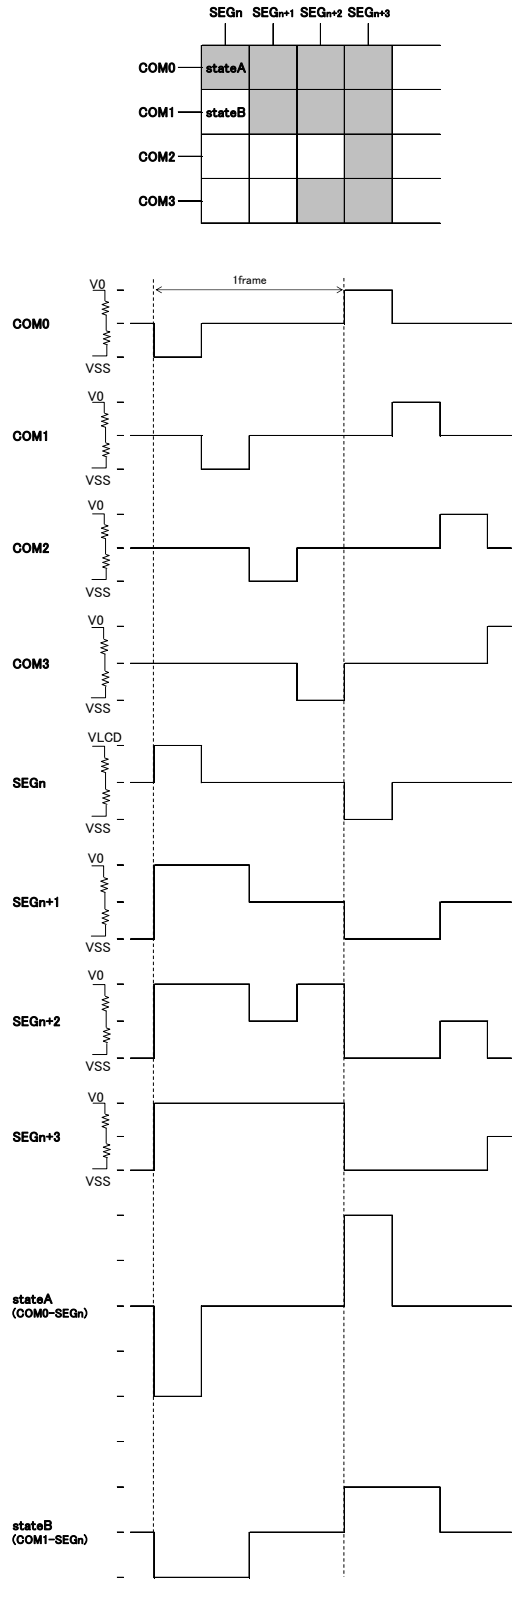 SEGn SEGn+1 SEGn+2 SEGn+3
COM0 stateA
COM1 stateB
COM2
COM3
1frame
V0
COM0
VSS
V0
COM1
VSS
V0
COM2
VSS
V0
COM3
VSS
VLCD
SEGn
VSS
V0
SEGn+1
VSS
V0
SEGn+2
VSS
V0
SEGn+3
VSS
stateA
(COM0-SEGn)
stateB
(COM1-SEGn)